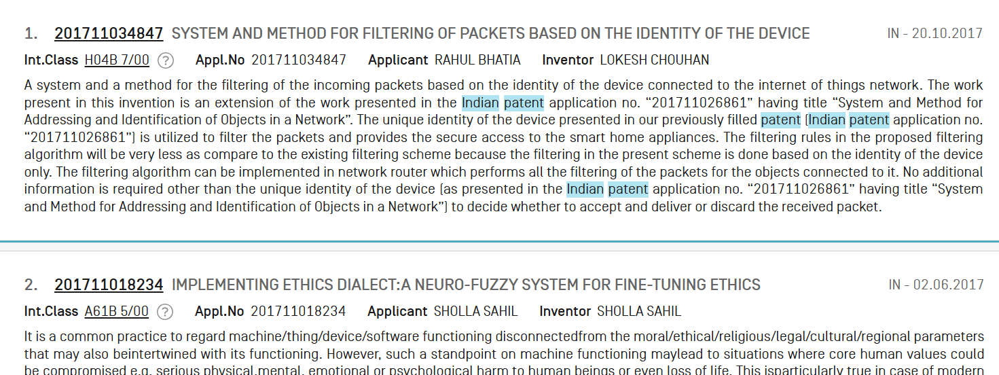 1. 201711034847 SYSTEM AND METHOD FOR FILTERING OF PACKETS BASED ON THE IDENTITY OF THE DEVICE IN - 20.10.2017
Int.Class H04B 7/00 ? Appl.No 201711034847 Applicant RAHUL BHATIA Inventor LOKESH CHOUHAN
A system and a method for the filtering of the incoming packets based on the identity of the device connected to the internet of things network. The work
present in this invention is an extension of the work presented in the Indian patent application no. “201711026861” having title “System and Method for
Addressing and Identification of Objects in a Network”. The unique identity of the device presented in our previously filled patent (Indian patent application no.
“201711026861”) is utilized to filter the packets and provides the secure access to the smart home appliances. The filtering rules in the proposed filtering
algorithm will be very less as compare to the existing filtering scheme because the filtering in the present scheme is done based on the identity of the device
only. The filtering algorithm can be implemented in network router which performs all the filtering of the packets for the objects connected to it. No additional
information is required other than the unique identity of the device (as presented in the Indian patent application no. “201711026861” having title “System
and Method for Addressing and Identification of Objects in a Network”) to decide whether to accept and deliver or discard the received packet.
2. 201711018234 IMPLEMENTING ETHICS DIALECT:A NEURO-FUZZY SYSTEM FOR FINE-TUNING ETHICS IN - 02.06.2017
Int.Class A61B 5/00 ? Appl.No 201711018234 Applicant SHOLLA SAHIL Inventor SHOLLA SAHIL
It is a common practice to regard machine/thing/device/software functioning disconnectedfrom the moral/ethical/religious/legal/cultural/regional parameters
that may also beintertwined with its functioning. However, such a standpoint on machine functioning maylead to situations where core human values could
be compromised e.g. serious physical,mental, emotional or psychological harm to human beings or even loss of life. This isparticularly true in case of modern